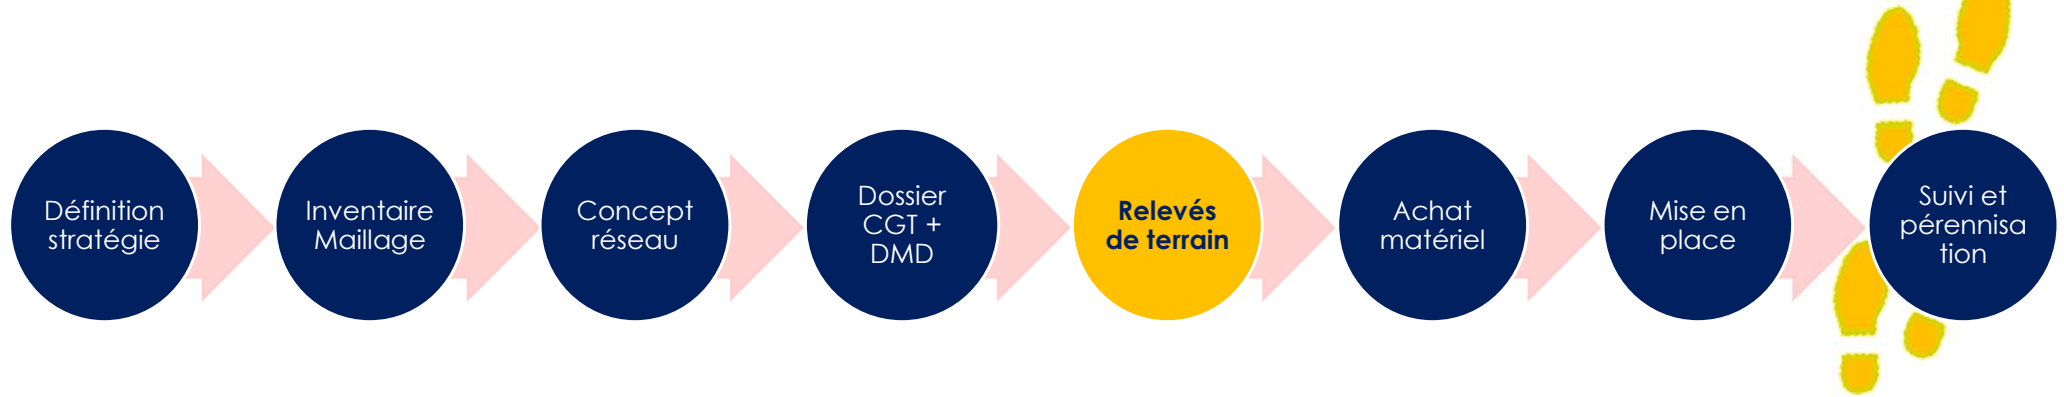 Définition
stratégie
Inventaire
Maillage
Concept
réseau
Dossier
CGT +
DMD
Relevés
de terrain
Achat
matériel
Mise en
place
Suivi et
pérennisa
tion